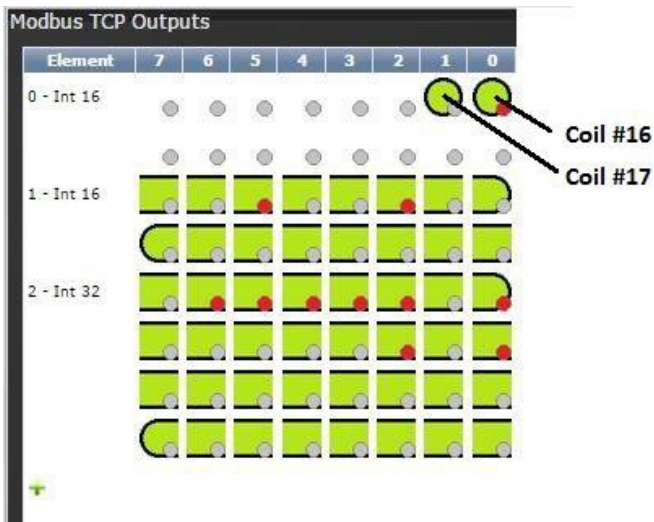 Modbus TCP Outputs
Element 7 6 5 4 3 2 1 0
0 - Int 16
Coil #16
Coil #17
1 - Int 16
2 - Int 32